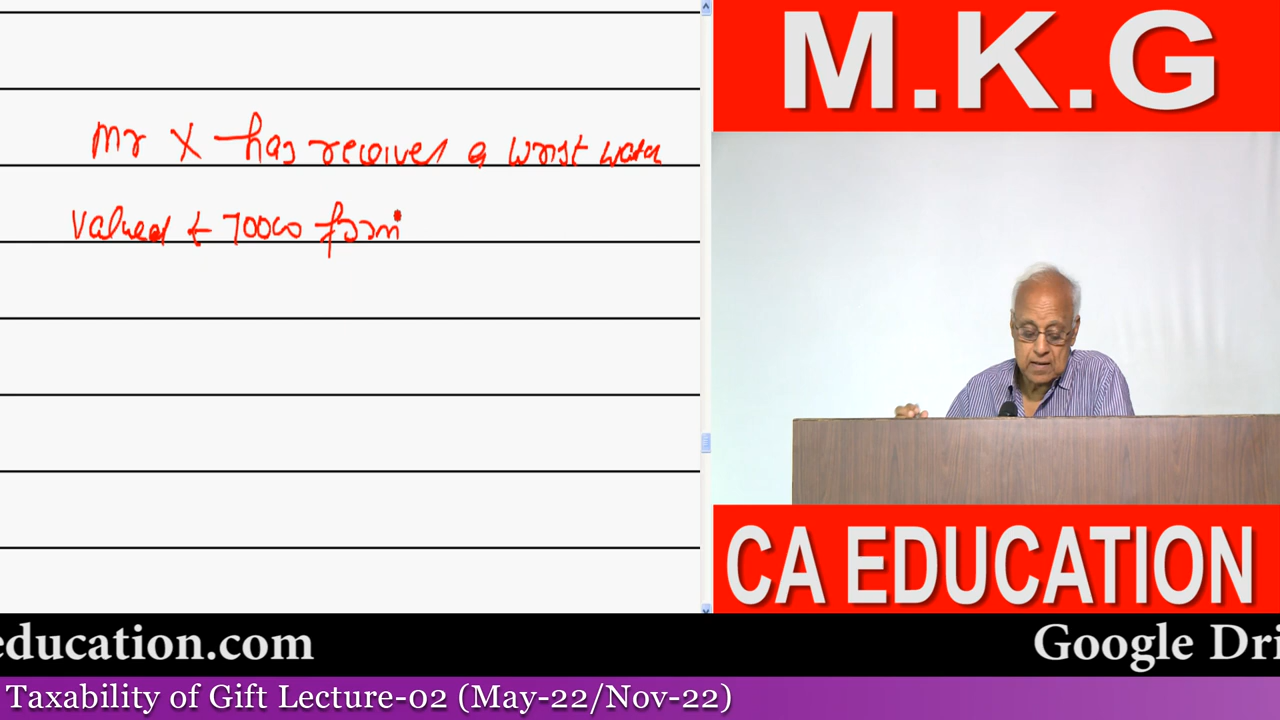 Mr X has received a wrist watch
valued ₹ 70000 from
M.K.G
CA EDUCATION
education.com
Google Dri
Taxability of Gift Lecture-02 (May-22/Nov-22)